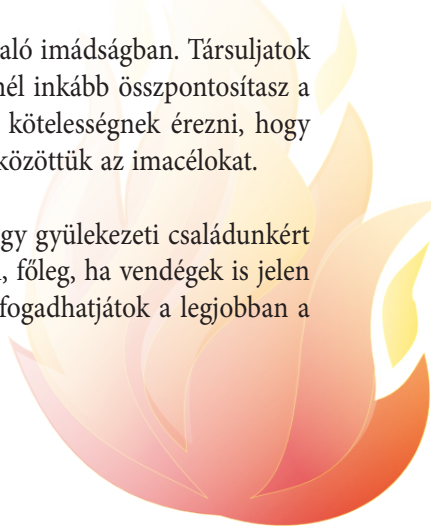 aló imádságban. Társuljatok
nél inkább összpontosítasz a
kötelességnek érezni, hogy
közöttük az imacélokat.
gy gyülekezeti családunkért
, főleg, ha vendégek is jelen
fogadhatjátok a legjobban a